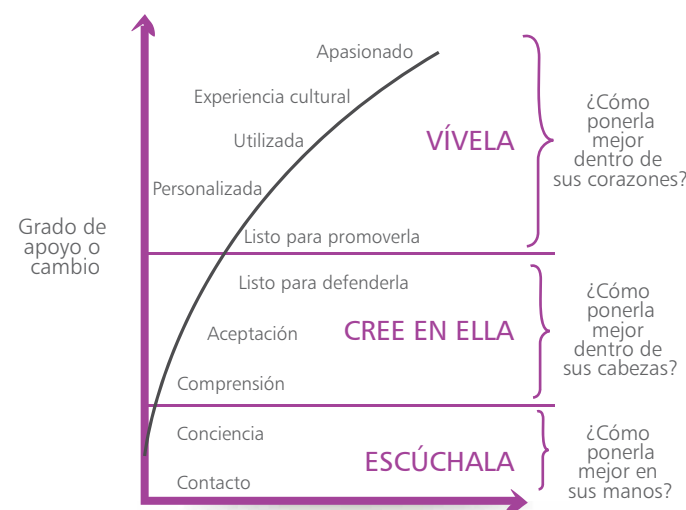 Grado de
apoyo o
cambio
Apasionado
Experiencia cultural
Utilizada
Personalizada
Listo para promoverla
VÍVELA
¿Cómo
ponerla
mejor
dentro de
sus corazones?
Listo para defenderla
Aceptación
Comprensión
CREE EN ELLA
¿Cómo
ponerla
mejor
dentro de
sus cabezas?
Conciencia
Contacto
ESCÚCHALA
¿Cómo
ponerla
mejor en
sus manos?